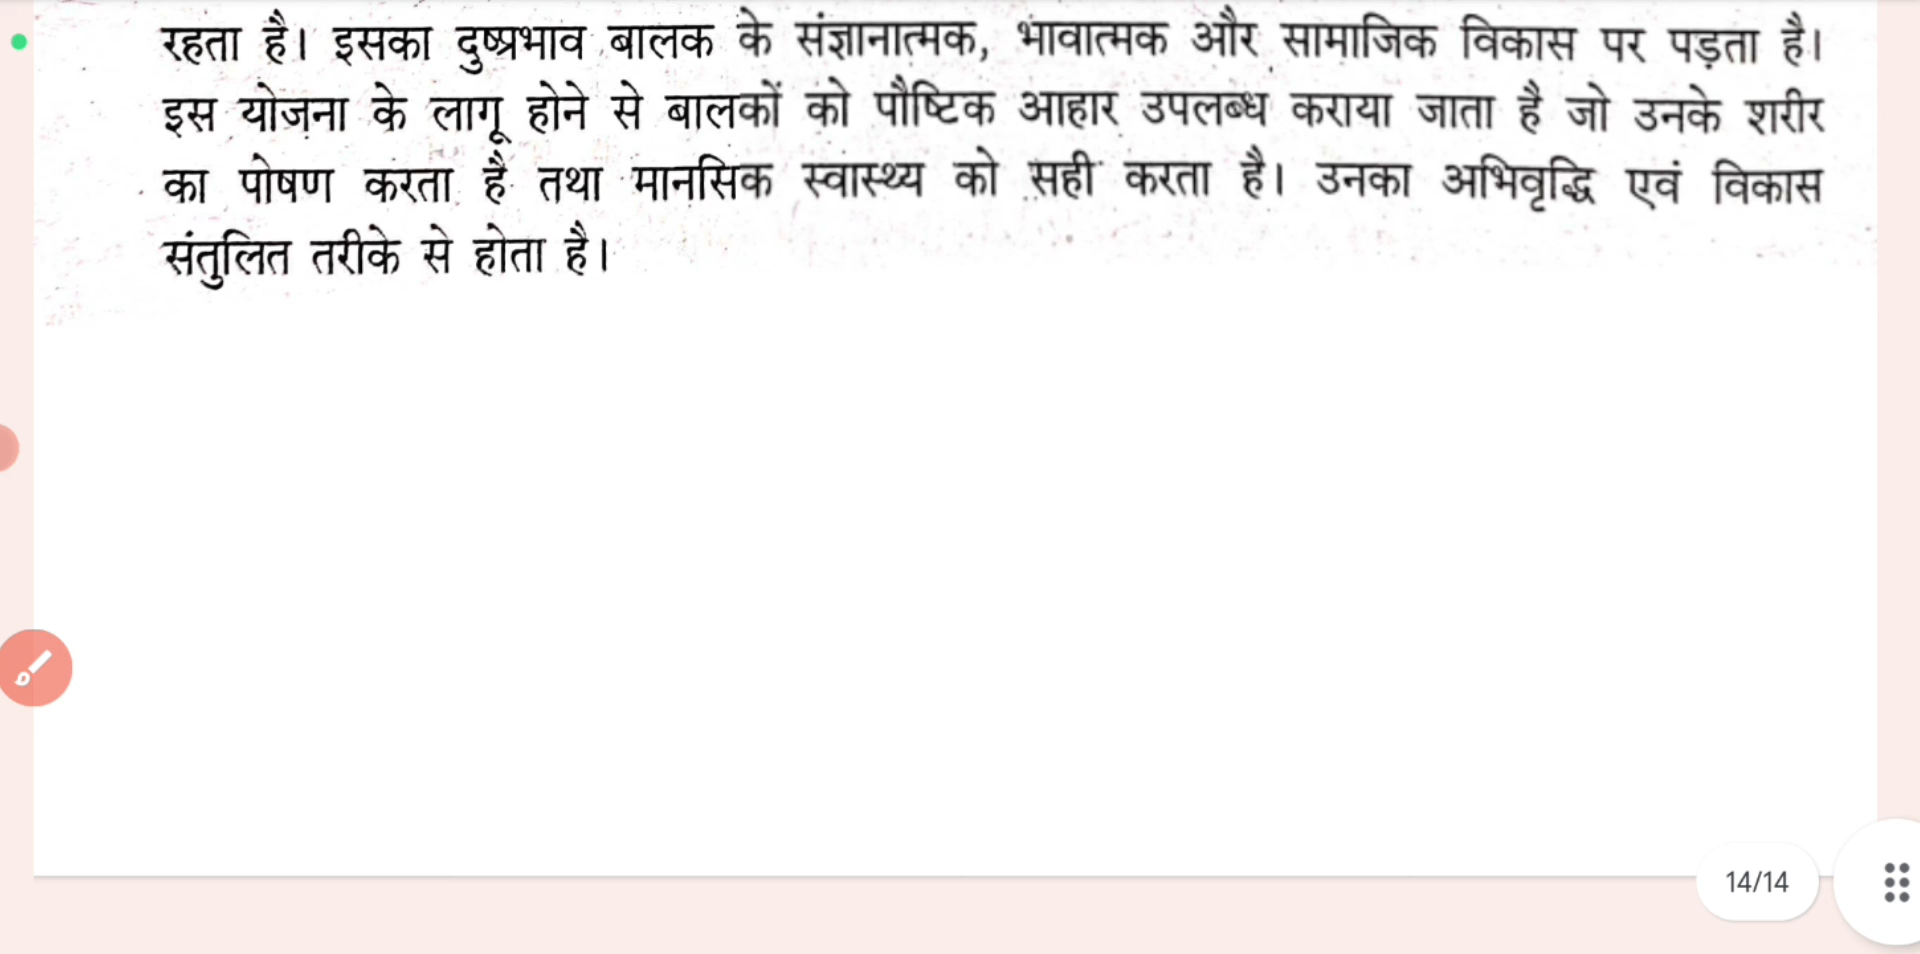 रहता है। इसका दुष्प्रभाव बालक के संज्ञानात्मक, भावात्मक और सामाजिक विकास पर पड़ता है।
इस योजना के लागू होने से बालकों को पौष्टिक आहार उपलब्ध कराया जाता है जो उनके शरीर
का पोषण करता है तथा मानसिक स्वास्थ्य को सही करता है। उनका अभिवृद्धि एवं विकास
संतुलित तरीके से होता है।
14/14